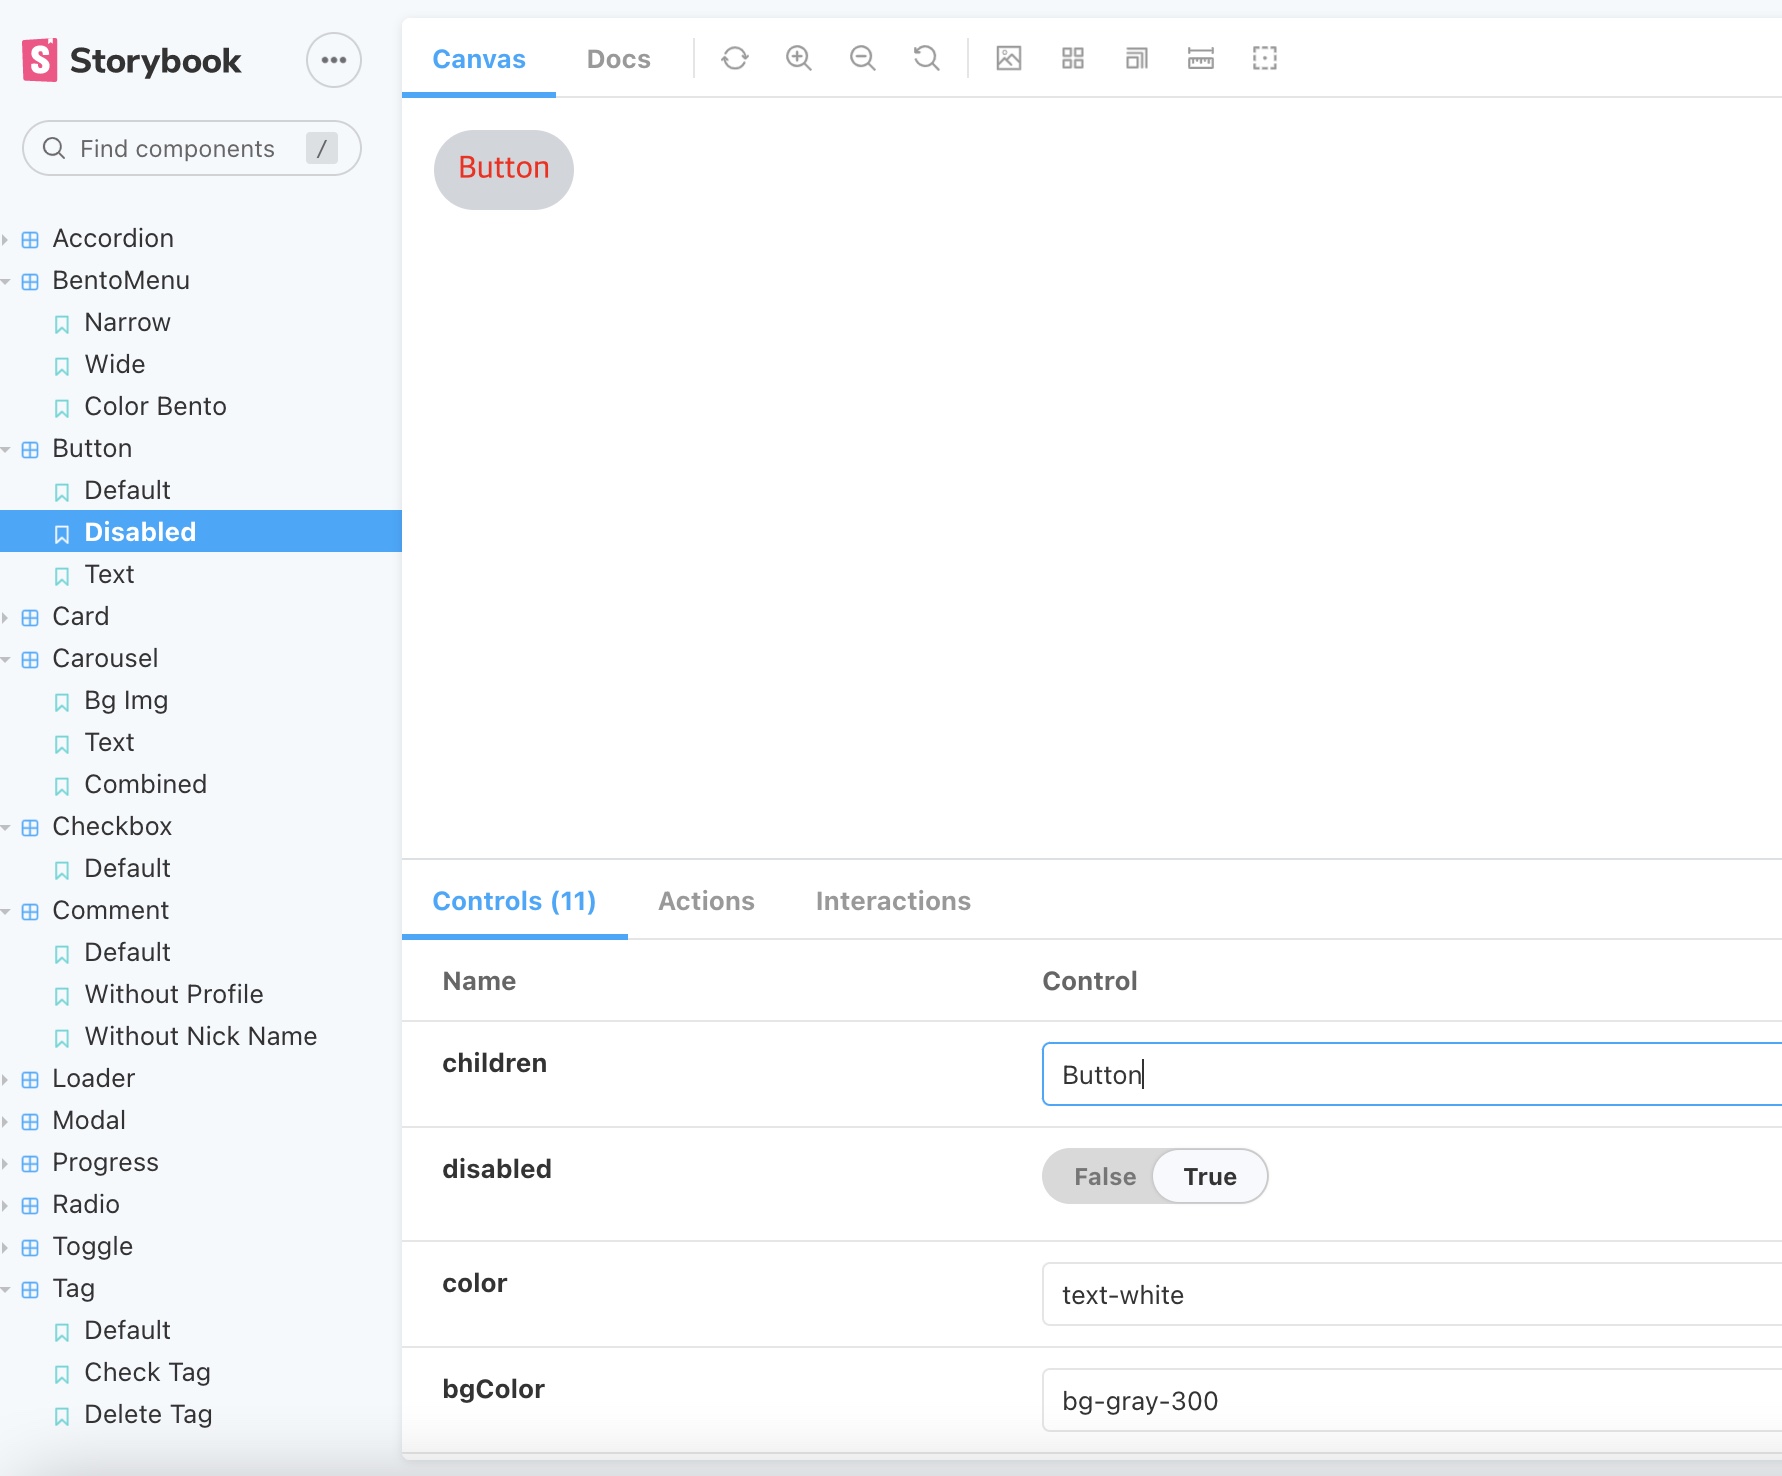 Storybook
Find components /
Accordion
BentoMenu
Narrow
Wide
Color Bento
Button
Default
Disabled
Text
Card
Carousel
Bg Img
Text
Combined
Checkbox
Default
Comment
Default
Without Profile
Without Nick Name
Loader
Modal
Progress
Radio
Toggle
Tag
Default
Check Tag
Delete Tag
Canvas Docs
Button
Controls (11) Actions Interactions
Name Control
children Button
disabled False True
color text-white
bgColor bg-gray-300